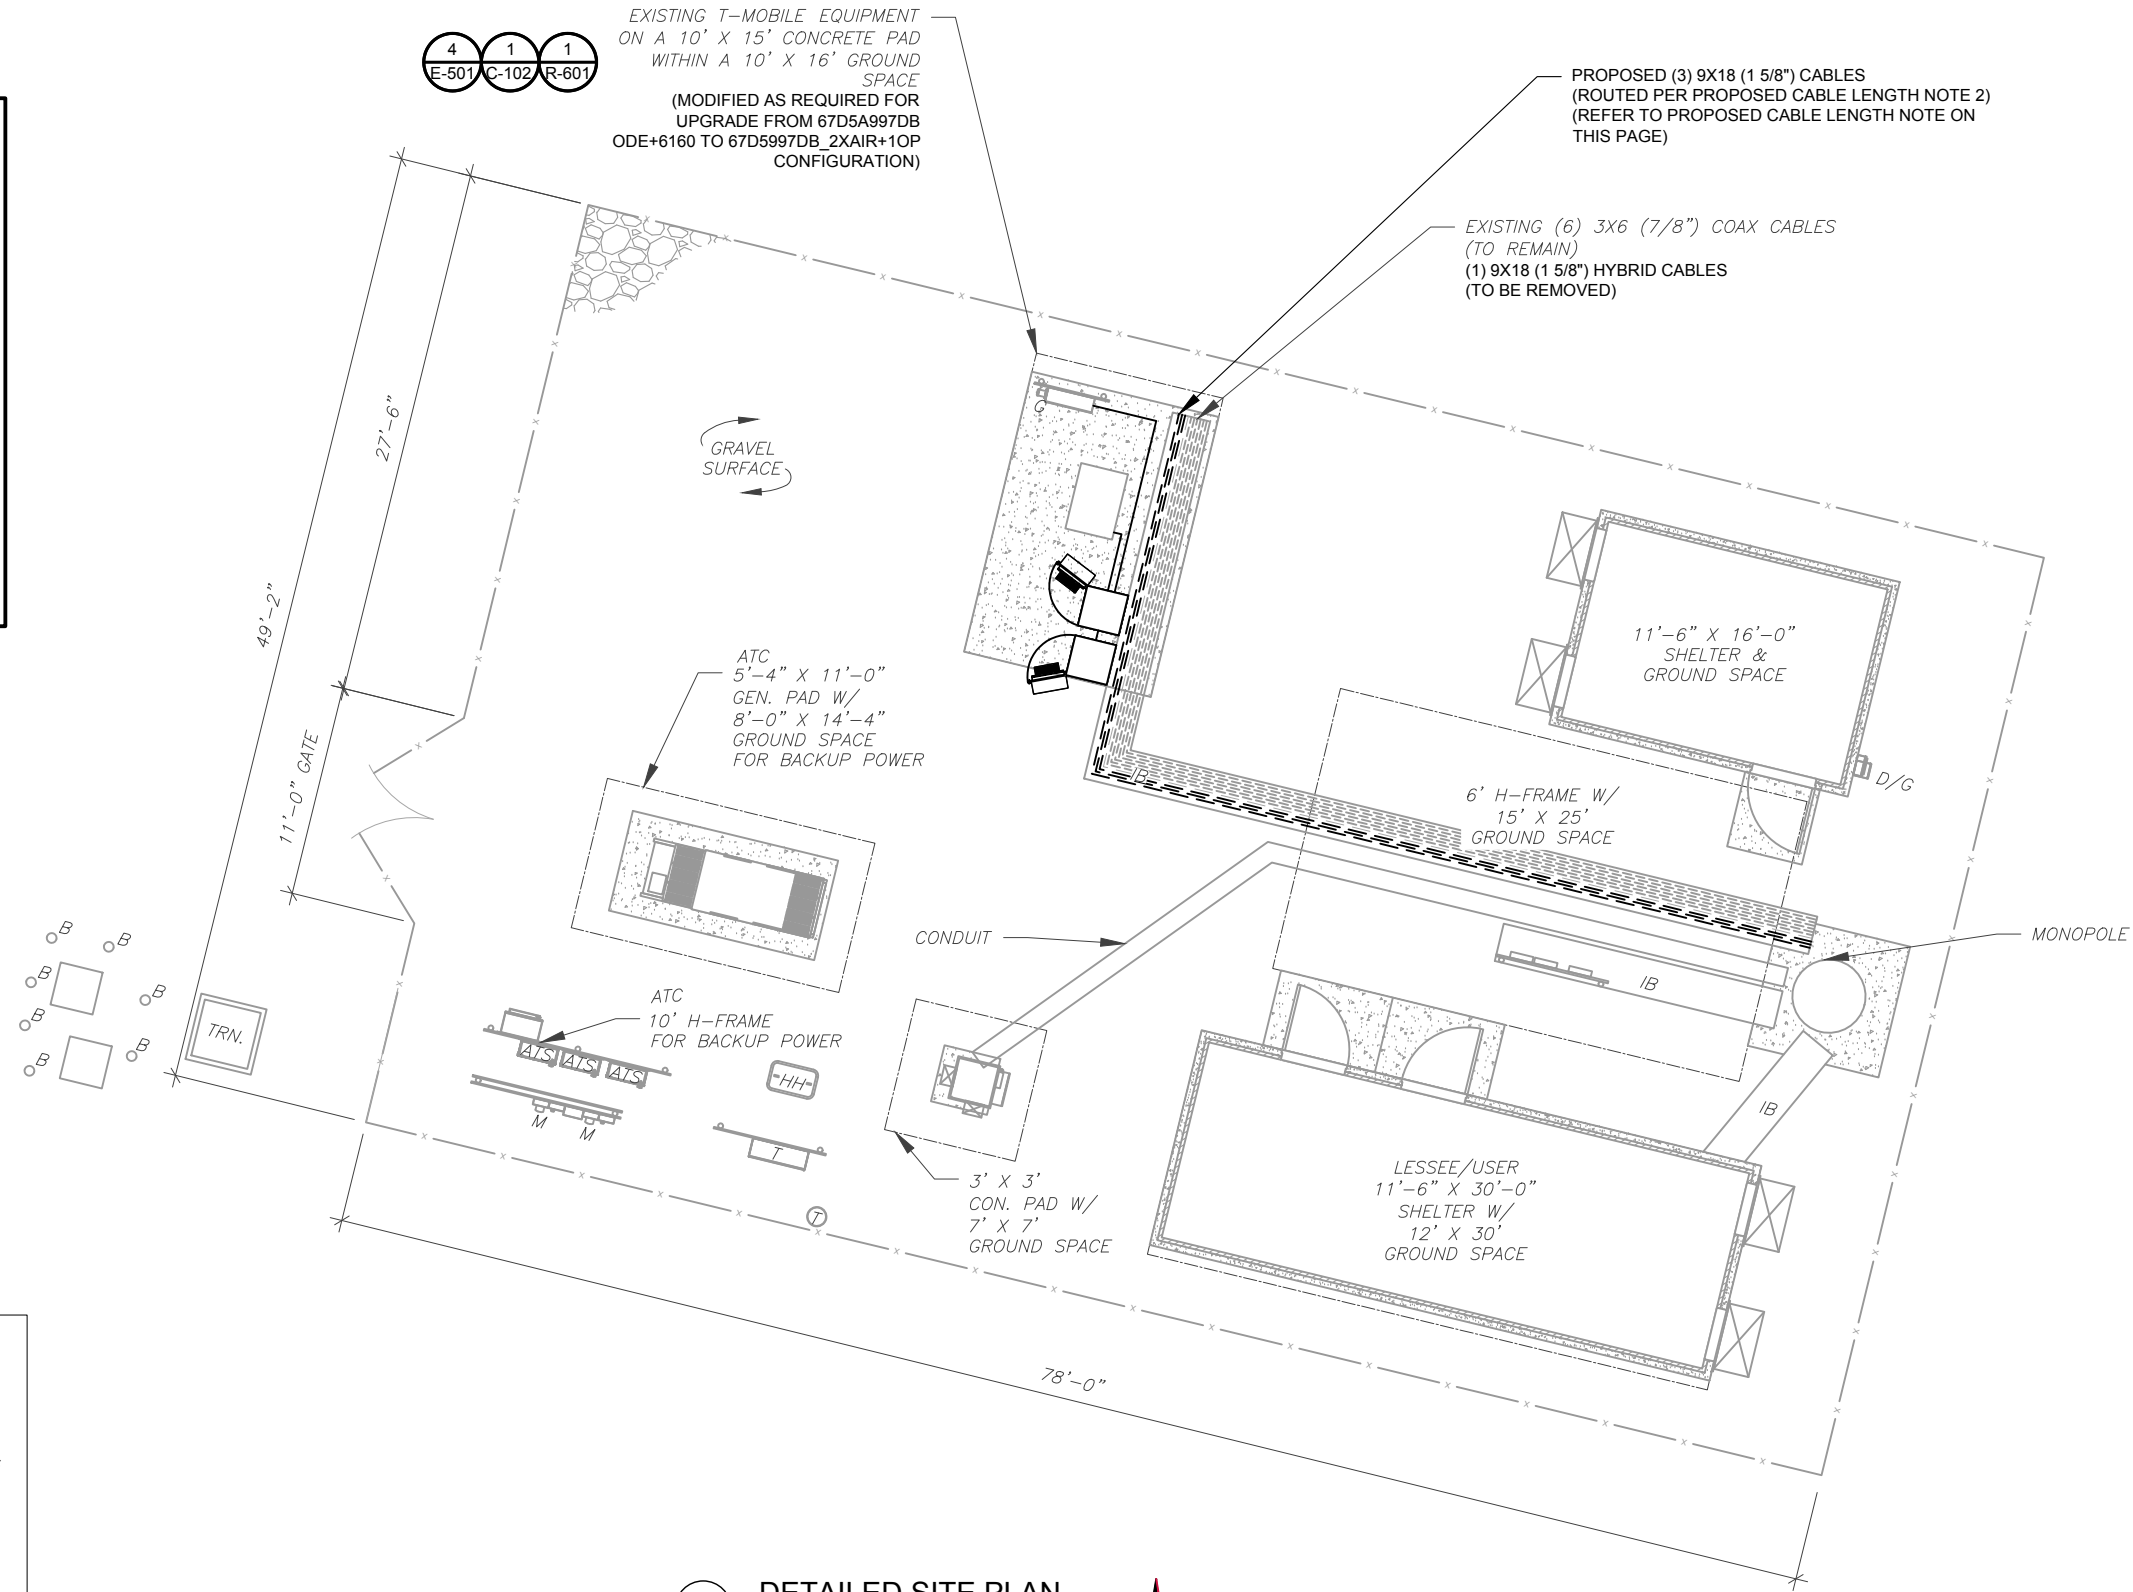 EXISTING T-MOBILE EQUIPMENT
ON A 10' X 15' CONCRETE PAD
WITHIN A 10' X 16' GROUND
SPACE
(MODIFIED AS REQUIRED FOR
UPGRADE FROM 67D5A997DB
ODE+6160 TO 67D5997DB_2XAIR+1OP
CONFIGURATION)
4
E-501
1
C-102
1
R-601
PROPOSED (3) 9X18 (1 5/8") CABLES
(ROUTED PER PROPOSED CABLE LENGTH NOTE 2)
(REFER TO PROPOSED CABLE LENGTH NOTE ON
THIS PAGE)
EXISTING (6) 3X6 (7/8") COAX CABLES
(TO REMAIN)
(1) 9X18 (1 5/8") HYBRID CABLES
(TO BE REMOVED)
27'-6"
49'-2"
11'-0" GATE
GRAVEL
SURFACE
G
11'-6" X 16'-0"
SHELTER &
GROUND SPACE
D/G
ATC
5'-4" X 11'-0"
GEN. PAD W/
8'-0" X 14'-4"
GROUND SPACE
FOR BACKUP POWER
IB
6' H-FRAME W/
15' X 25'
GROUND SPACE
CONDUIT
MONOPOLE
IB
B
B
B
B
B
B
B
TRN.
ATC
10' H-FRAME
FOR BACKUP POWER
ATS
ATS
ATS
HH
M
M
T
T
IB
3' X 3'
CON. PAD W/
7' X 7'
GROUND SPACE
LESSEE/USER
11'-6" X 30'-0"
SHELTER W/
12' X 30'
GROUND SPACE
78'-0"
DETAILED SITE PLAN